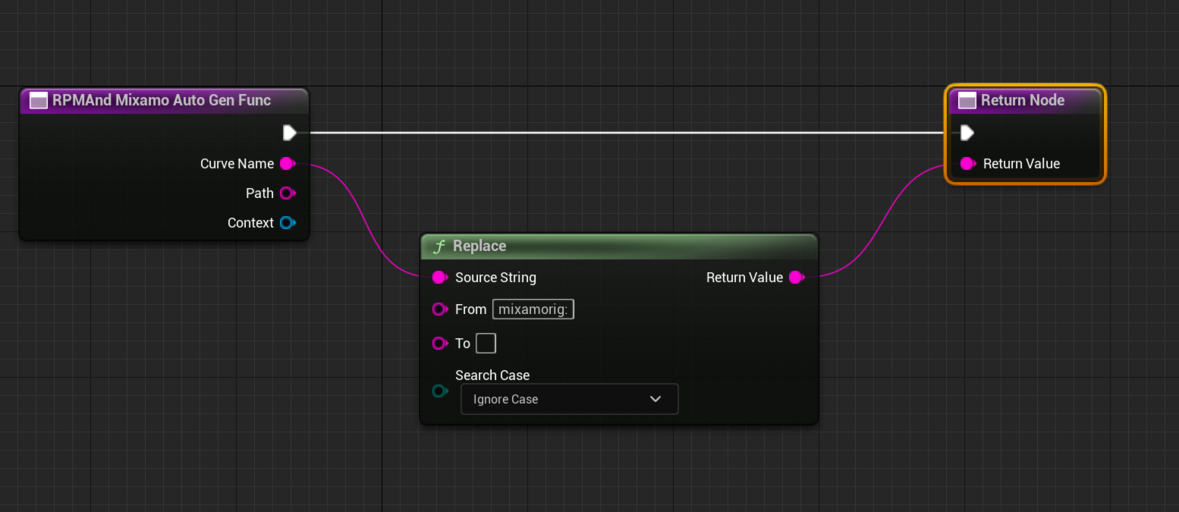 RPMAnd Mixamo Auto Gen Func
Return Node
Curve Name
Return Value
Path
Context
ƒ Replace
Source String
Return Value
From mixamorig:
To
Search Case
Ignore Case